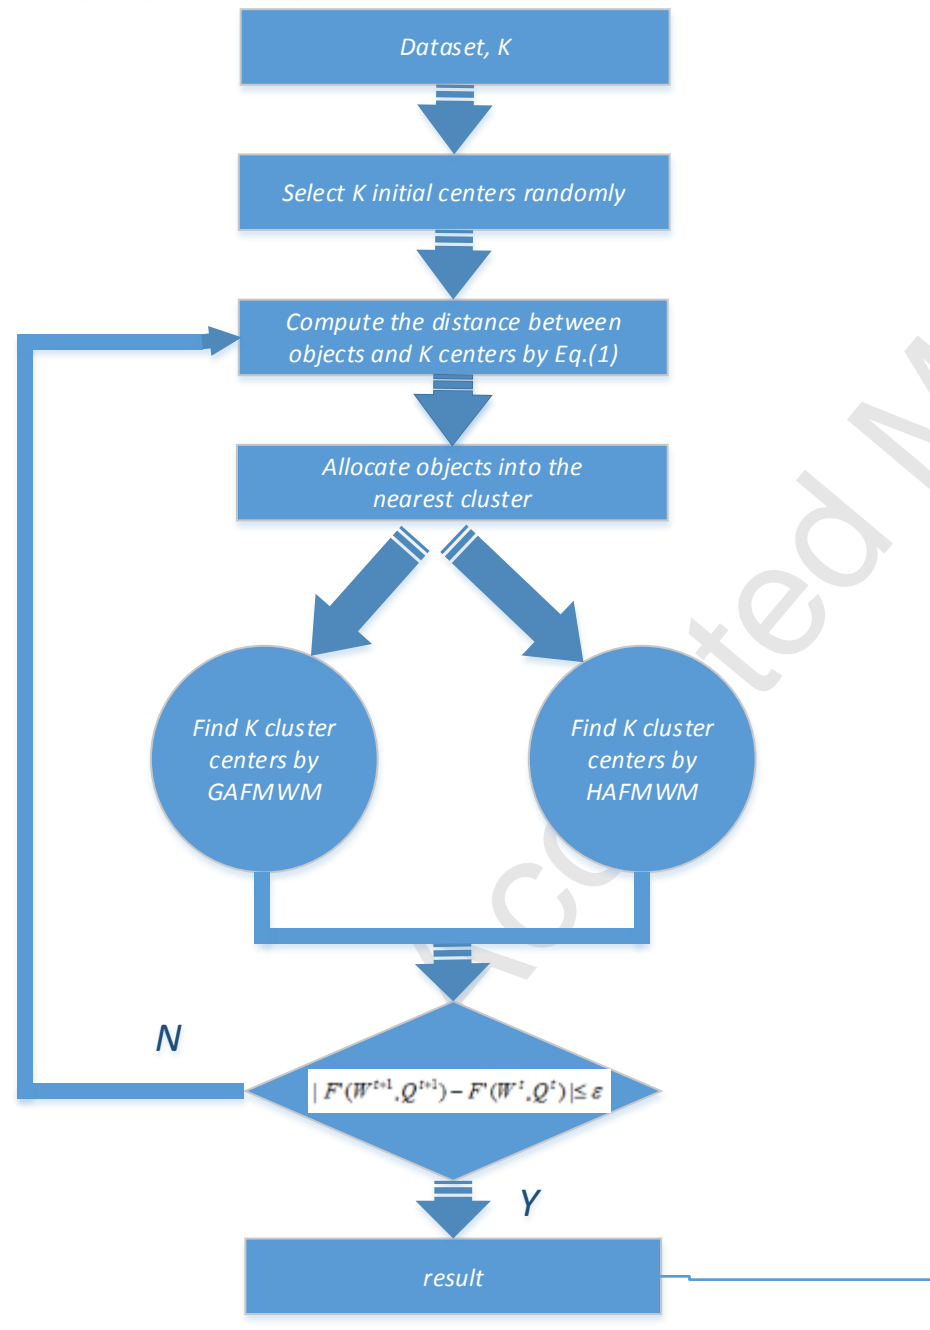 Dataset, K
Select K initial centers randomly
Compute the distance between
objects and K centers by Eq.(1)
Allocate objects into the
nearest cluster
Find K cluster
centers by
GAFMWM
Find K cluster
centers by
HAFMWM
N
| F'(W^{t+1}, Q^{t+1}) − F'(W^t, Q^t) |≤ ε
Y
result